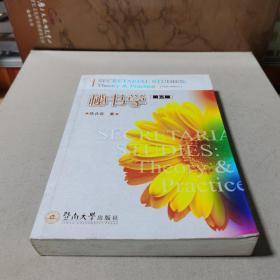 SECRETARIAL STUDIES:
Theory & Practice
秘书学
第五版
SECRETARIAL
STUDIES:
Theory &
Practice
暨南大学出版社